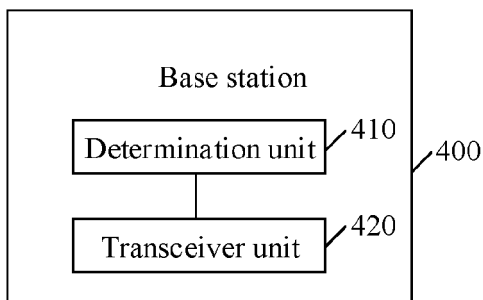 Base station
410
Determination unit
400
420
Transceiver unit